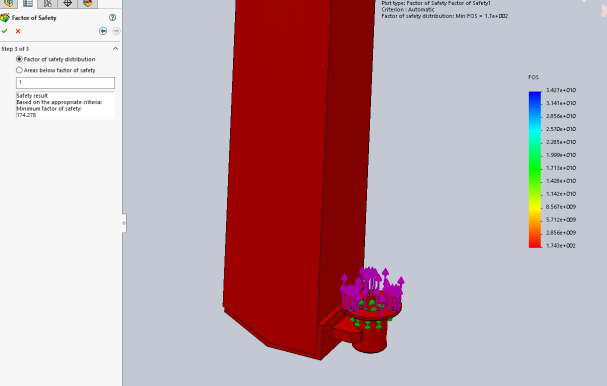 Plot type: Factor of Safety Factor of Safety1
Criterion : Automatic
Factor of safety distribution: Min FOS = 1.7e+002
Factor of Safety
Step 3 of 3
Factor of safety distribution
Areas below factor of safety
1
Safety result
Based on the appropriate criteria:
Minimum factor of safety:
174.278
FOS
3.427e+010
3.141e+010
2.856e+010
2.570e+010
2.285e+010
1.999e+010
1.713e+010
1.428e+010
1.142e+010
8.567e+009
5.712e+009
2.856e+009
1.743e+002